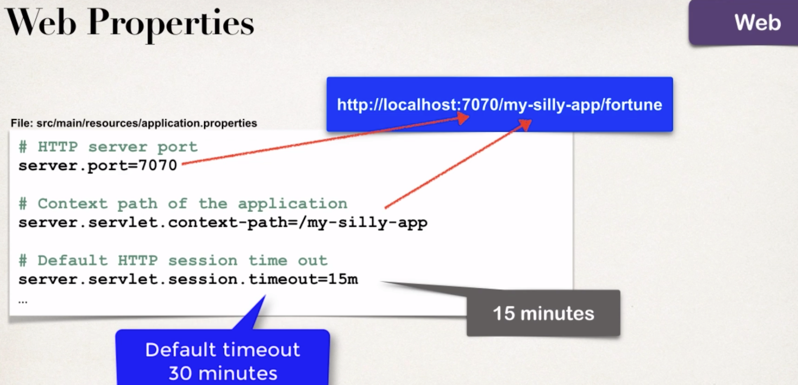 Web Properties
Web
http://localhost:7070/my-silly-app/fortune
File: src/main/resources/application.properties
# HTTP server port
server.port=7070
# Context path of the application
server.servlet.context-path=/my-silly-app
# Default HTTP session time out
server.servlet.session.timeout=15m
...
15 minutes
Default timeout
30 minutes